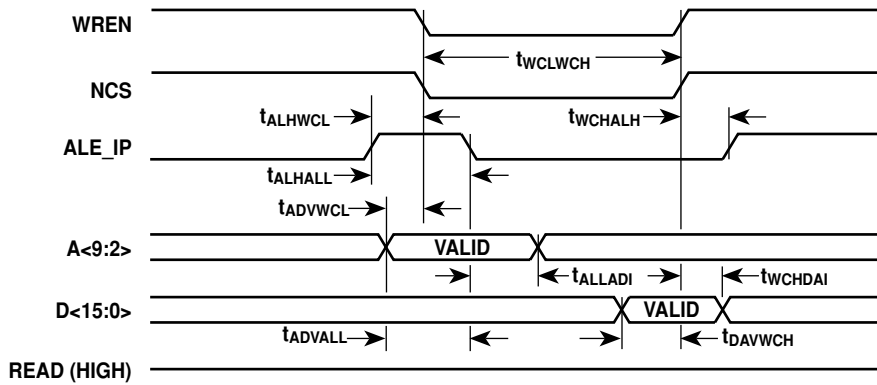 WREN
tWCLWCH
NCS
tALHWCL
tWCHALH
ALE_IP
tALHALL
tADVWCL
A<9:2>
VALID
tALLADI
tWCHDAI
D<15:0>
VALID
tADVALL
tDAVWCH
READ (HIGH)